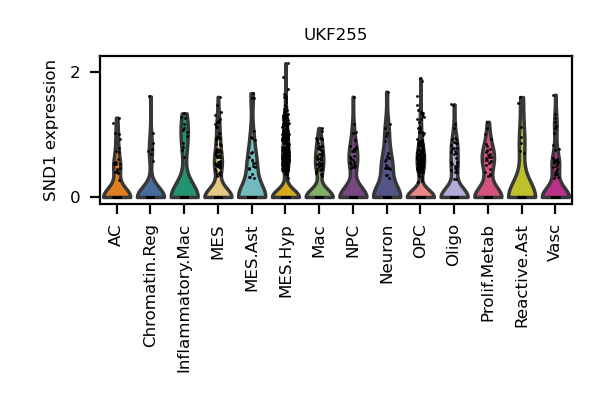 UKF255
SND1 expression
2
0
AC
Chromatin.Reg
Inflammatory.Mac
MES
MES.Ast
MES.Hyp
Mac
NPC
Neuron
OPC
Oligo
Prolif.Metab
Reactive.Ast
Vasc